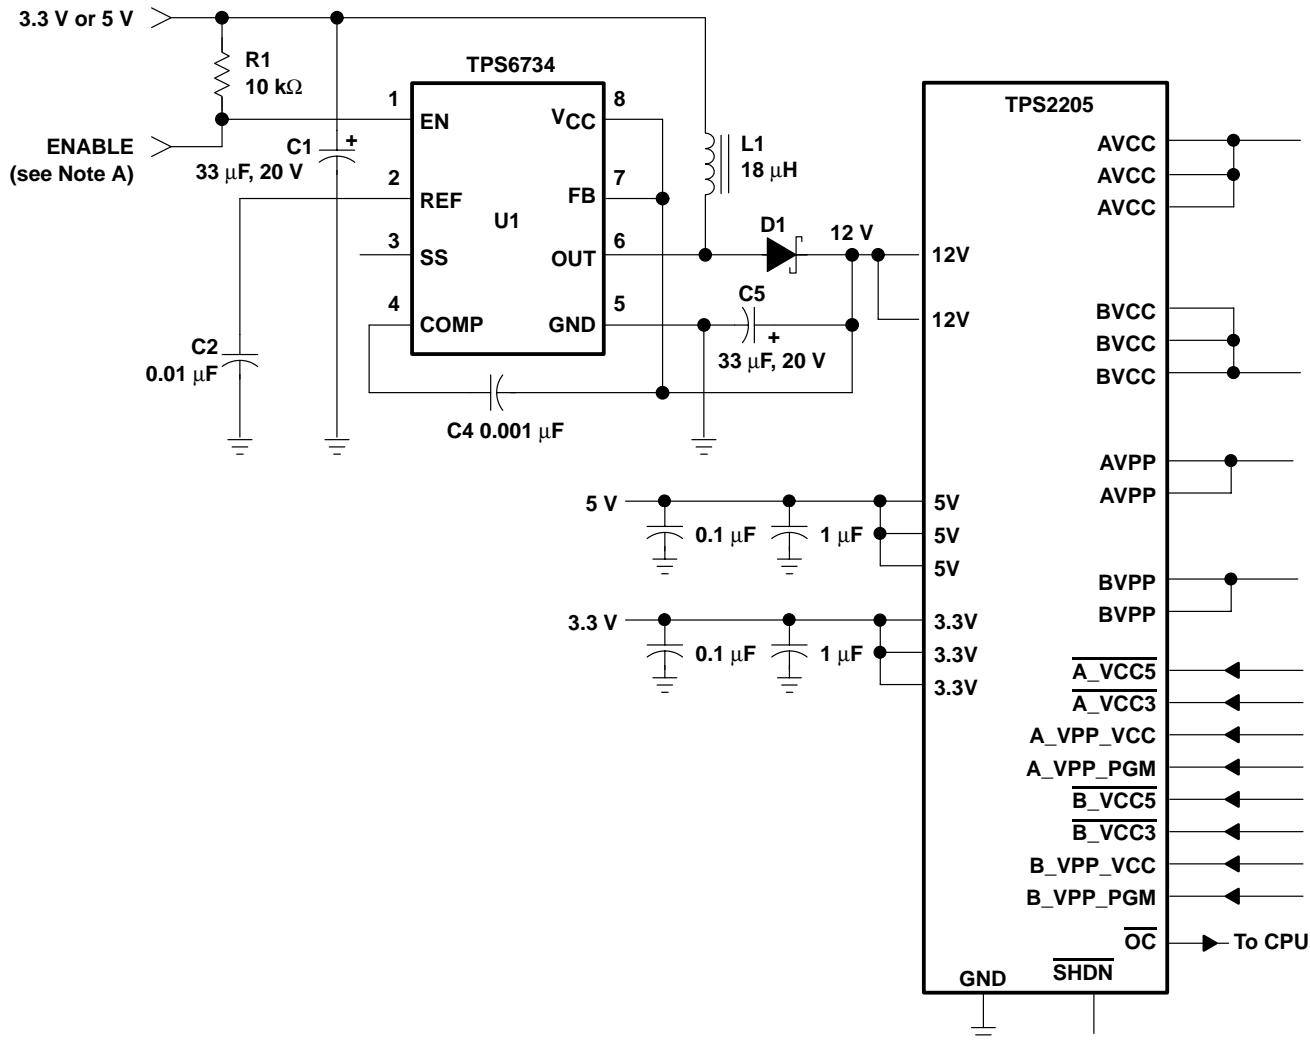 3.3 V or 5 V
R1
10 kΩ
ENABLE
(see Note A)
C1
+
33 μF, 20 V
C2
0.01 μF
TPS6734
1
EN
2
REF
3
SS
4
COMP
U1
8
VCC
7
FB
6
OUT
5
GND
C4 0.001 μF
L1
18 μH
D1
12 V
C5
+
33 μF, 20 V
TPS2205
12V
12V
5 V
0.1 μF
1 μF
5V
5V
5V
3.3 V
0.1 μF
1 μF
3.3V
3.3V
3.3V
AVCC
AVCC
AVCC
BVCC
BVCC
BVCC
AVPP
AVPP
BVPP
BVPP
A_VCC5
A_VCC3
A_VPP_VCC
A_VPP_PGM
B_VCC5
B_VCC3
B_VPP_VCC
B_VPP_PGM
OC
To CPU
GND
SHDN